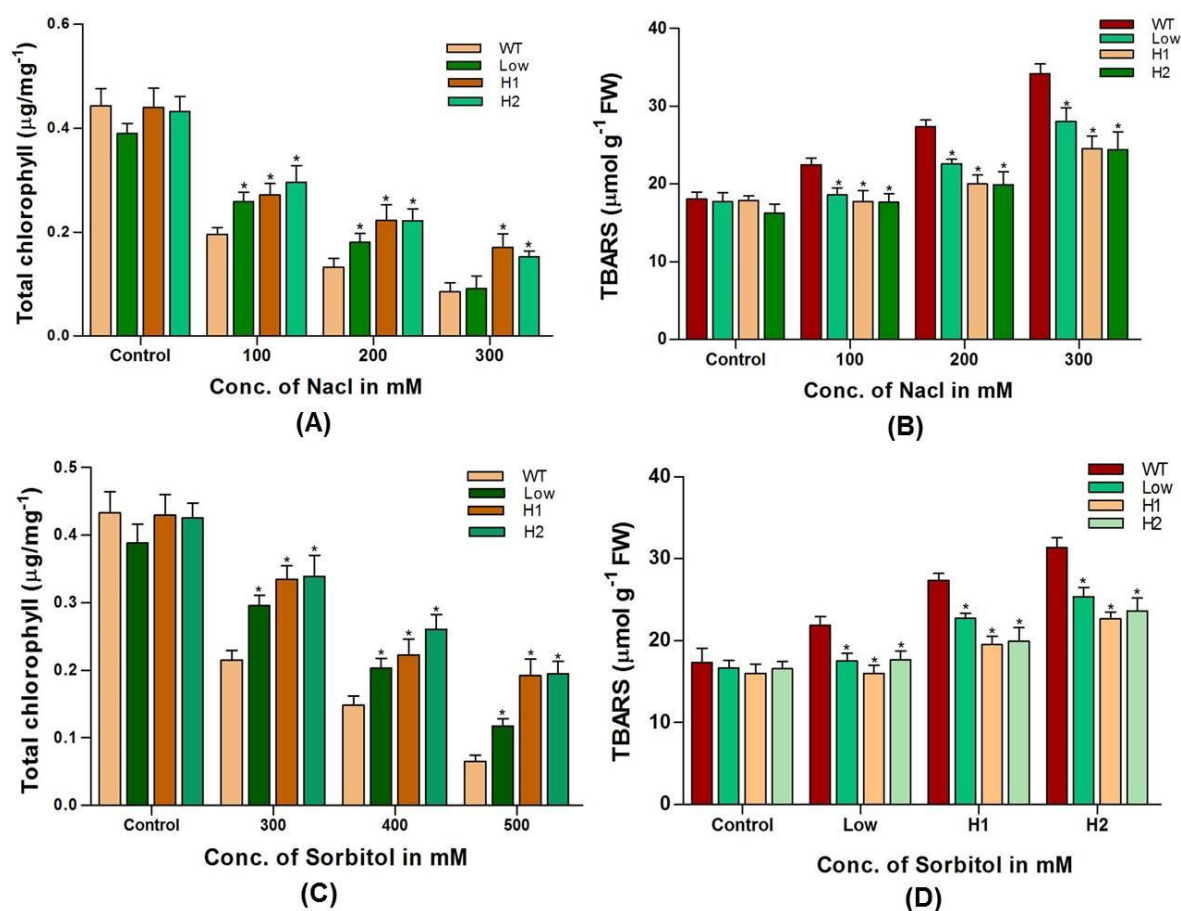 Total chlorophyll (µg/mg⁻¹)
0.6
0.4
0.2
0.0
WT
Low
H1
H2
* * *
* * *
* *
Control 100 200 300
Conc. of Nacl in mM
(A)
TBARS (µmol g⁻¹ FW)
40
30
20
10
0
WT
Low
H1
H2
* * *
* * *
* * *
Control 100 200 300
Conc. of Nacl in mM
(B)
Total chlorophyll (µg/mg⁻¹)
0.5
0.4
0.3
0.2
0.1
0.0
WT
Low
H1
H2
* * *
* * *
* * *
Control 300 400 500
Conc. of Sorbitol in mM
(C)
TBARS (µmol g⁻¹ FW)
40
30
20
10
0
WT
Low
H1
H2
* * *
* * *
* * *
Control Low H1 H2
Conc. of Sorbitol in mM
(D)